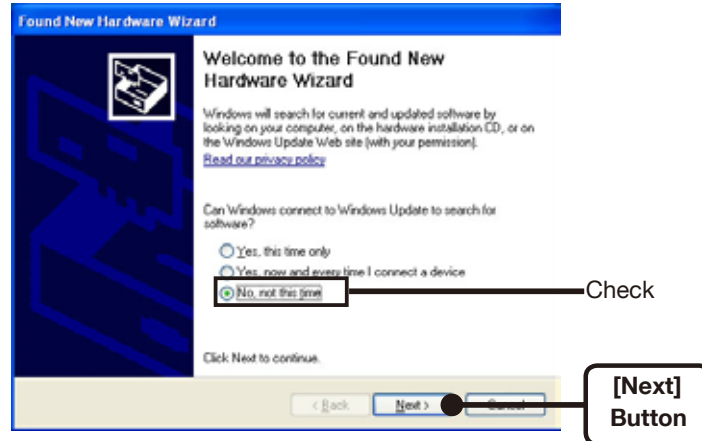 Found New Hardware Wizard
Welcome to the Found New
Hardware Wizard
Windows will search for current and updated software by
looking on your computer, on the hardware installation CD, or on
the Windows Update Web site (with your permission).
Read our privacy policy
Can Windows connect to Windows Update to search for
software?
Yes, this time only
Yes, now and every time I connect a device
No, not this time
Check
Click Next to continue.
< Back
Next >
Cancel
[Next]
Button